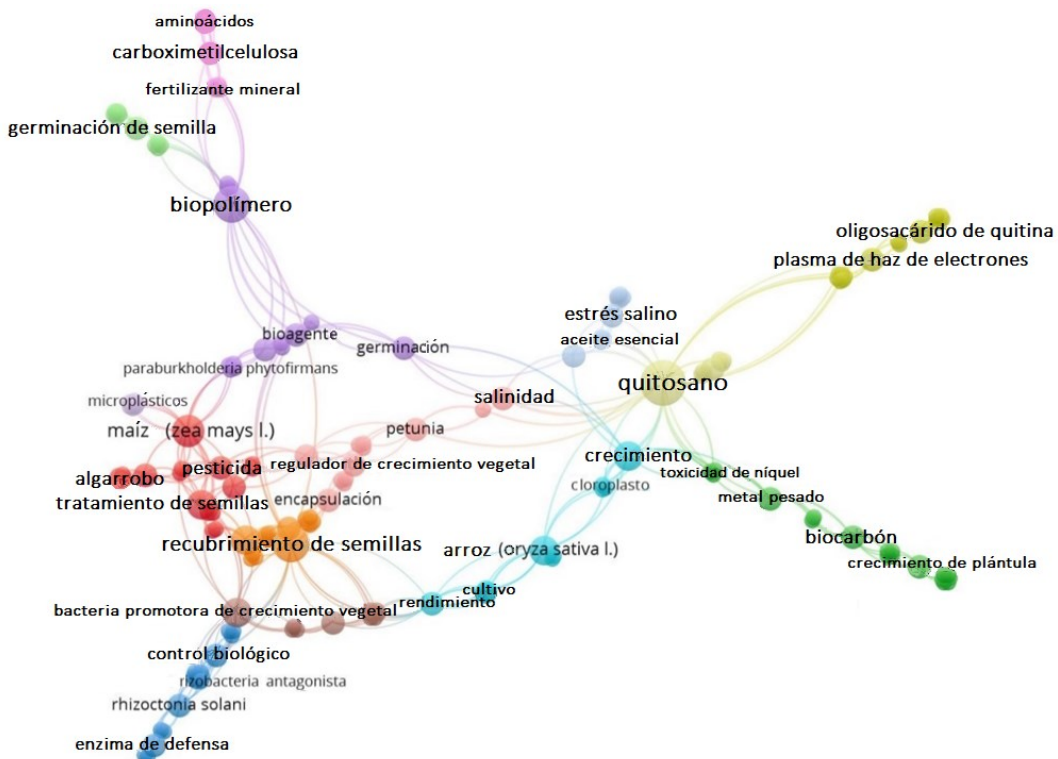 aminoácidos
carboximetilcelulosa
fertilizante mineral
germinación de semilla
biopolímero
oligosacárido de quitina
plasma de haz de electrones
estrés salino
aceite esencial
bioagente
germinación
paraburkholderia phytofirmans
quitosano
microplásticos
salinidad
maíz (zea mays l.)
petunia
crecimiento
algarrobo
pesticida
regulador de crecimiento vegetal
toxicidad de níquel
cloroplasto
metal pesado
tratamiento de semillas
encapsulación
recubrimiento de semillas
arroz (oryza sativa l.)
biocarbón
crecimiento de plántula
cultivo
rendimiento
bacteria promotora de crecimiento vegetal
control biológico
rizobacteria antagonista
rhizoctonia solani
enzima de defensa